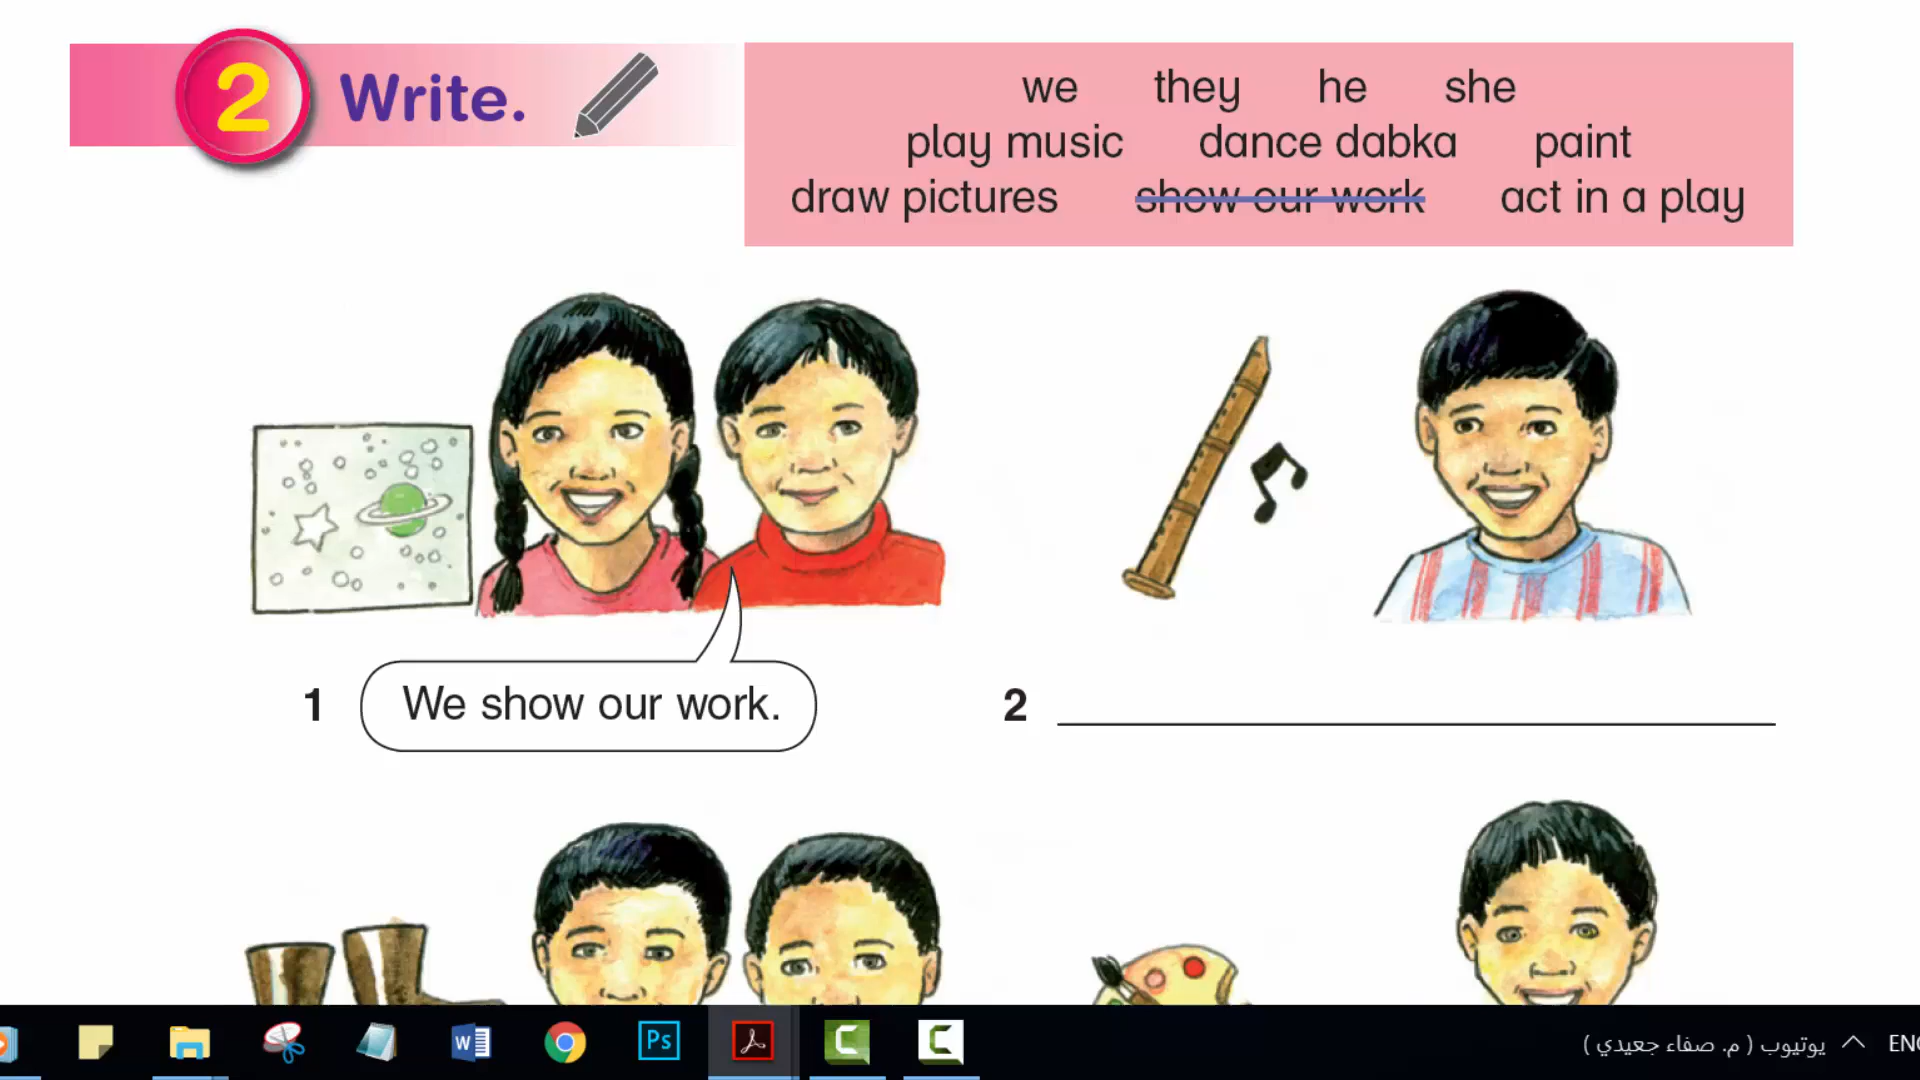 2 Write.
we they he she
play music dance dabka paint
draw pictures show our work act in a play
1 We show our work.
2
Ps
يوتيوب ( م. صفاء جعيدي )